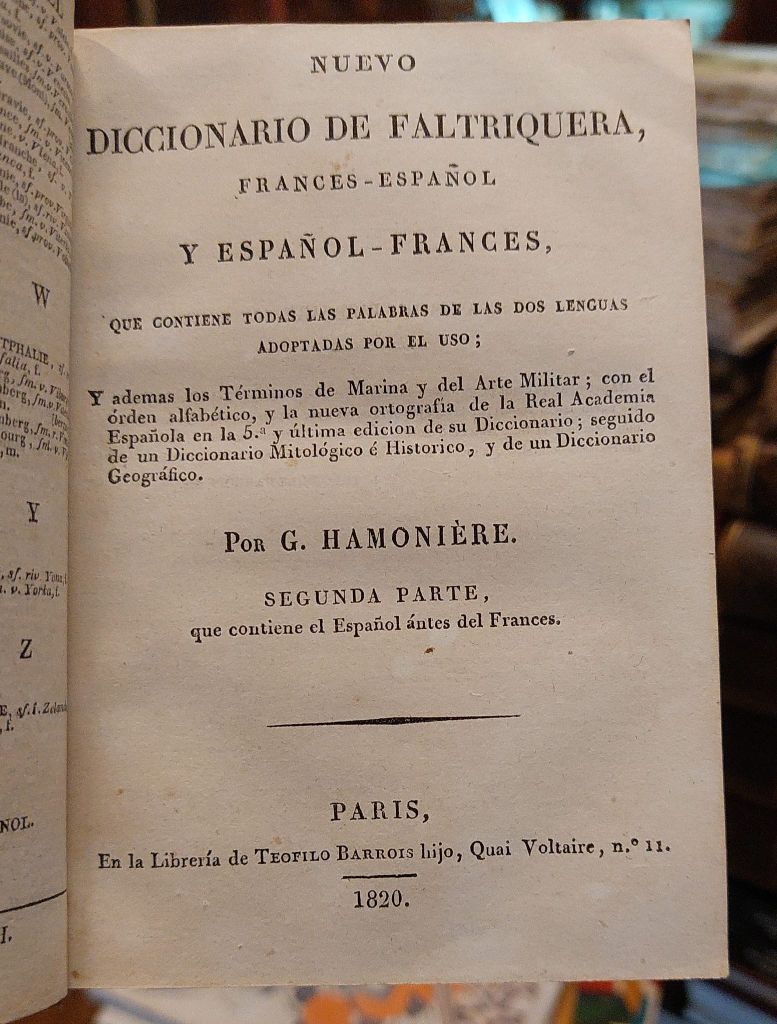 W
Y
Z
NUEVO
DICCIONARIO DE FALTRIQUERA,
FRANCES-ESPAÑOL
Y ESPAÑOL-FRANCES,
QUE CONTIENE TODAS LAS PALABRAS DE LAS DOS LENGUAS
ADOPTADAS POR EL USO;
Y ademas los Términos de Marina y del Arte Militar; con el
órden alfabético, y la nueva ortografía de la Real Academia
Española en la 5.ª y última edicion de su Diccionario; seguido
de un Diccionario Mitológico é Historico, y de un Diccionario
Geográfico.
POR G. HAMONIÈRE.
SEGUNDA PARTE,
que contiene el Español ántes del Frances.
PARIS,
En la Librería de TEOFILO BARROIS hijo, Quai Voltaire, n.º 11.
1820.